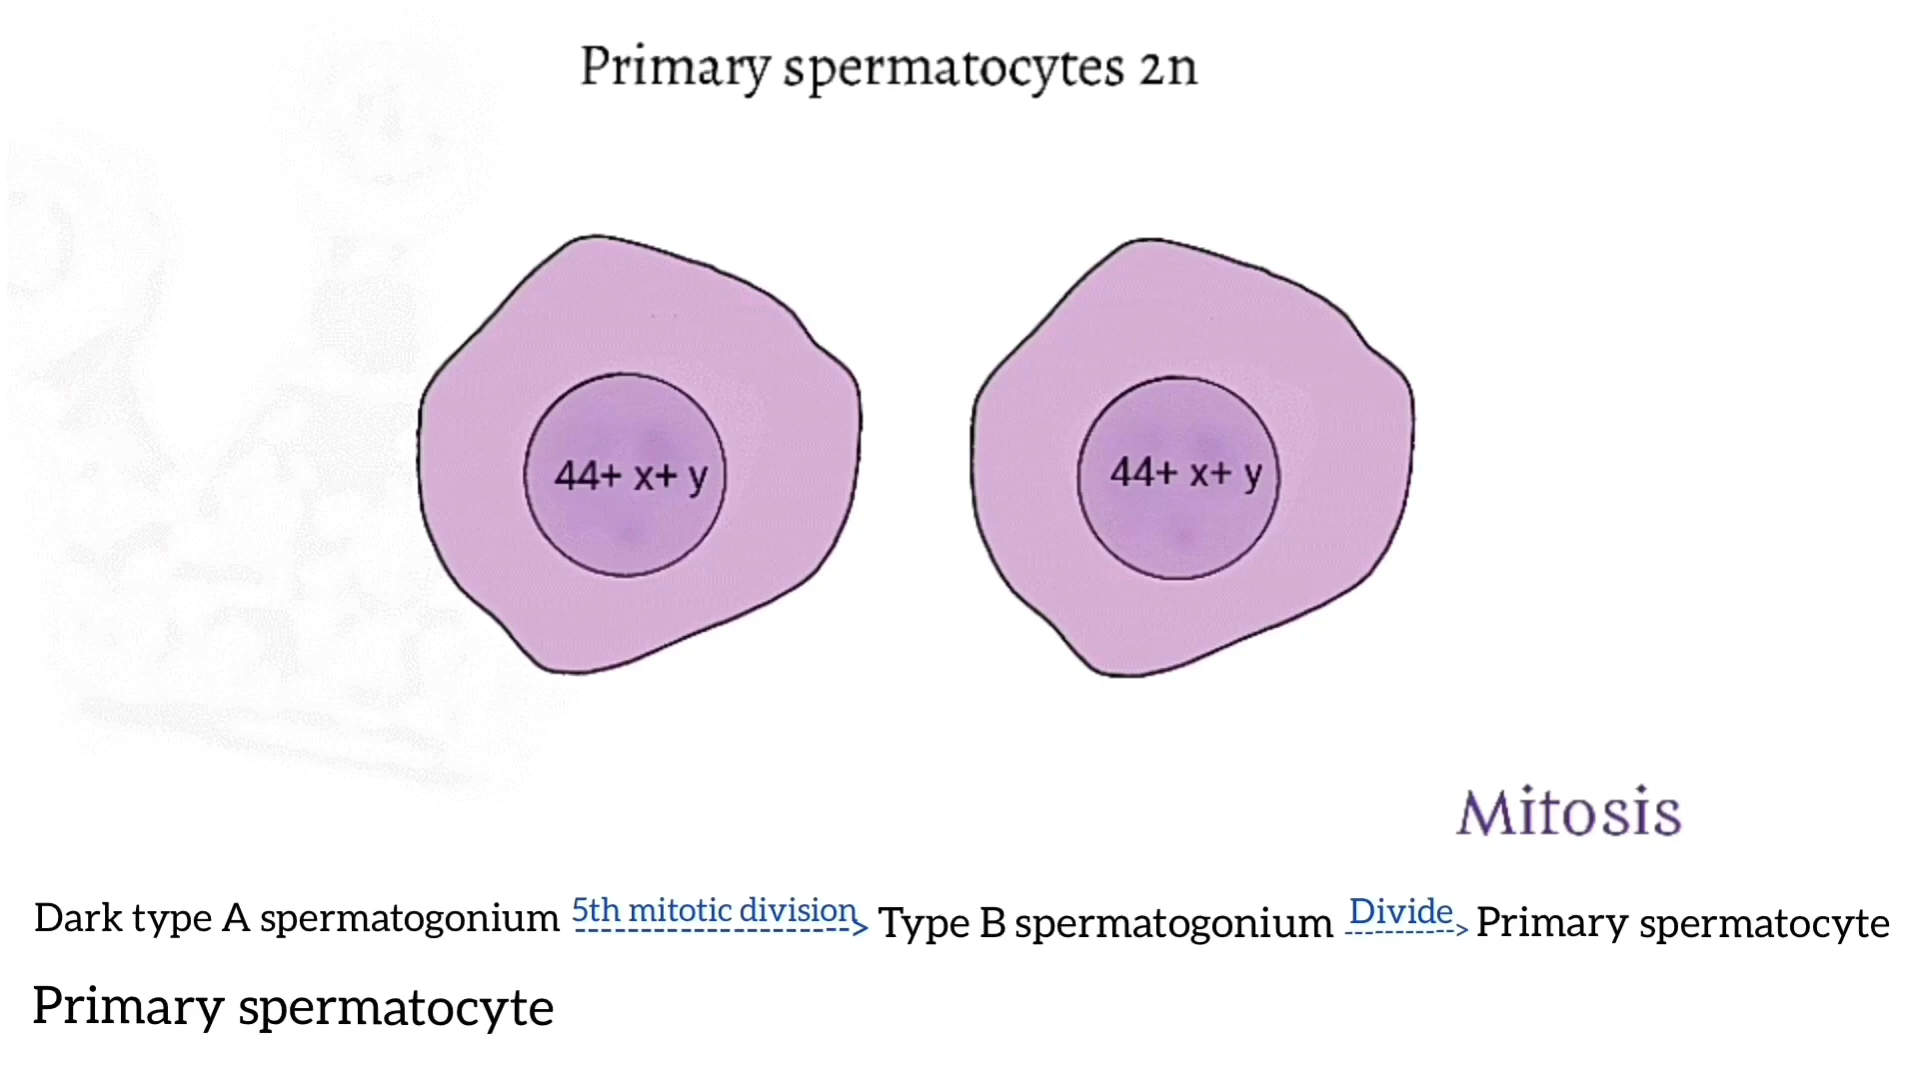 Primary spermatocytes 2n
44+ x+ y
44+ x+ y
Mitosis
Dark type A spermatogonium 5th mitotic division Type B spermatogonium Divide Primary spermatocyte
Primary spermatocyte